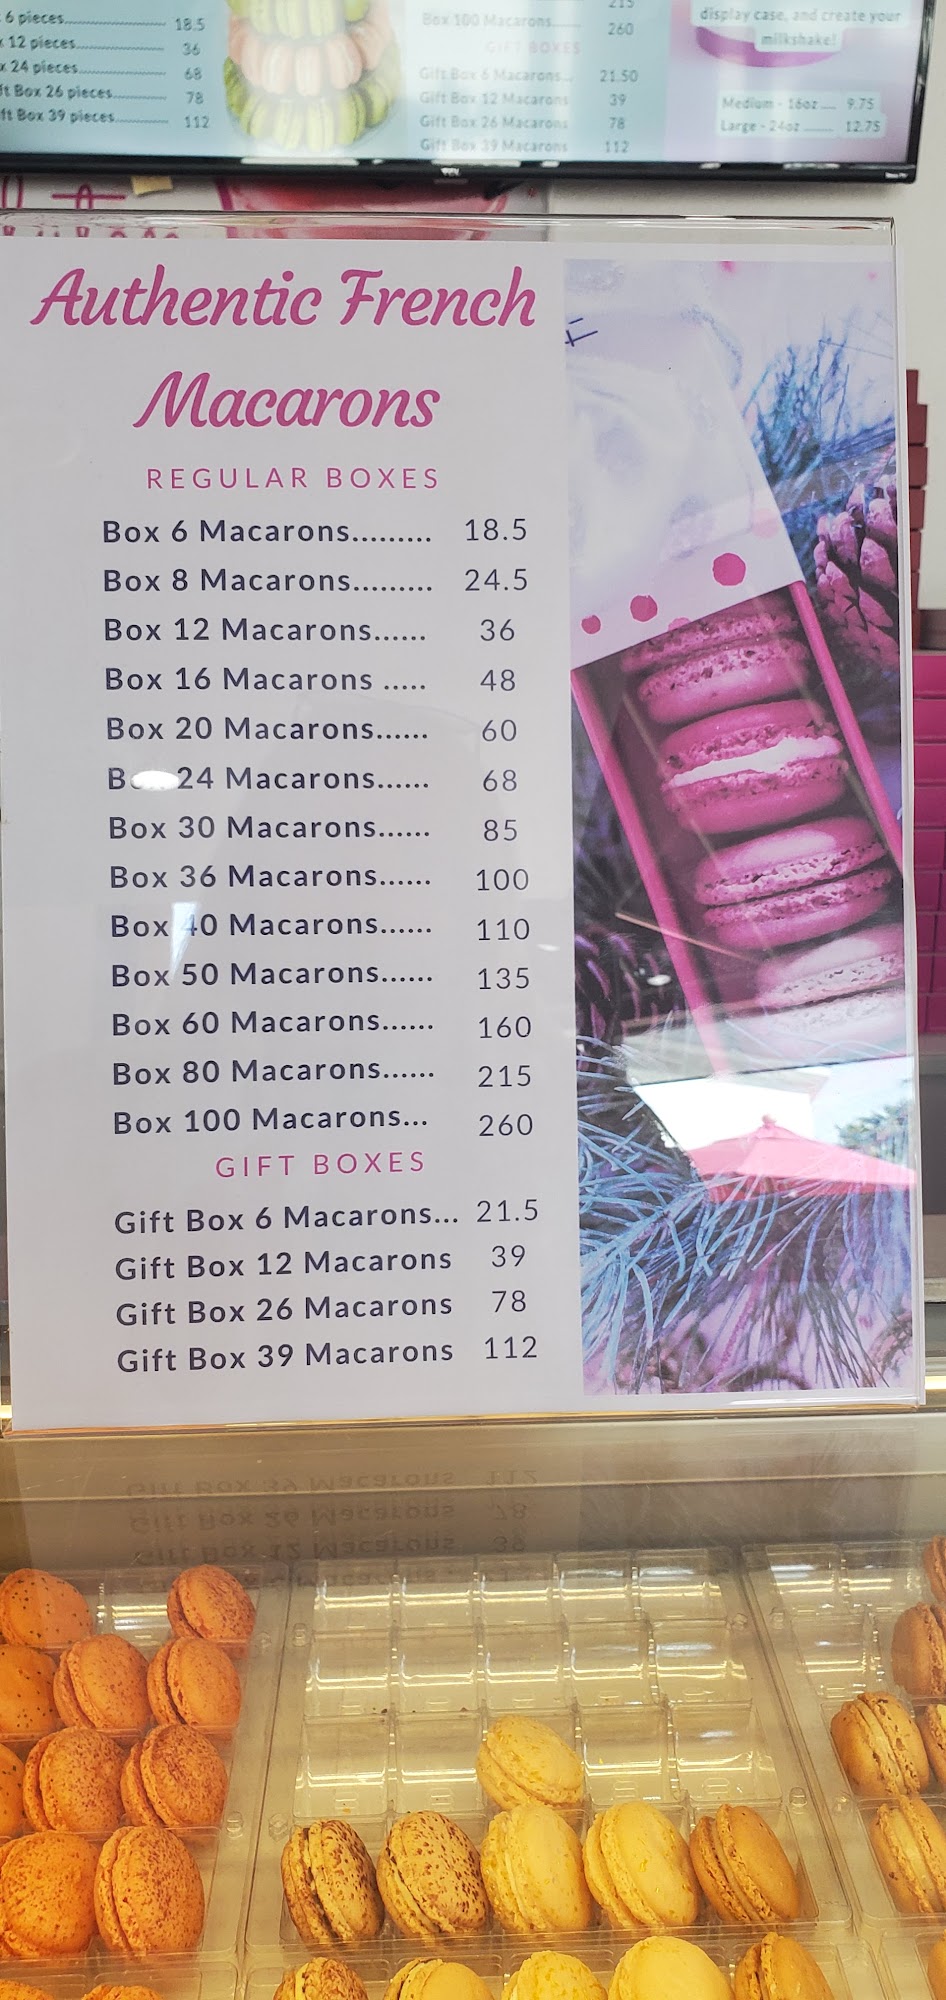 6 pieces............ 18.5
12 pieces............ 36
24 pieces............ 68
Box 26 pieces............ 78
Box 39 pieces............ 112
215
Box 100 Macarons...... 260
GIFT BOXES
Gift Box 6 Macarons... 21.50
Gift Box 12 Macarons 39
Gift Box 26 Macarons 78
Gift Box 39 Macarons 112
display case, and create your
milkshake!
Medium - 16oz .... 9.75
Large - 24oz ........ 12.75
TCL
Authentic French
Macarons
REGULAR BOXES
Box 6 Macarons......... 18.5
Box 8 Macarons......... 24.5
Box 12 Macarons...... 36
Box 16 Macarons ..... 48
Box 20 Macarons...... 60
24 Macarons...... 68
Box 30 Macarons...... 85
Box 36 Macarons...... 100
Box 40 Macarons...... 110
Box 50 Macarons...... 135
Box 60 Macarons...... 160
Box 80 Macarons...... 215
Box 100 Macarons... 260
GIFT BOXES
Gift Box 6 Macarons... 21.5
Gift Box 12 Macarons 39
Gift Box 26 Macarons 78
Gift Box 39 Macarons 112